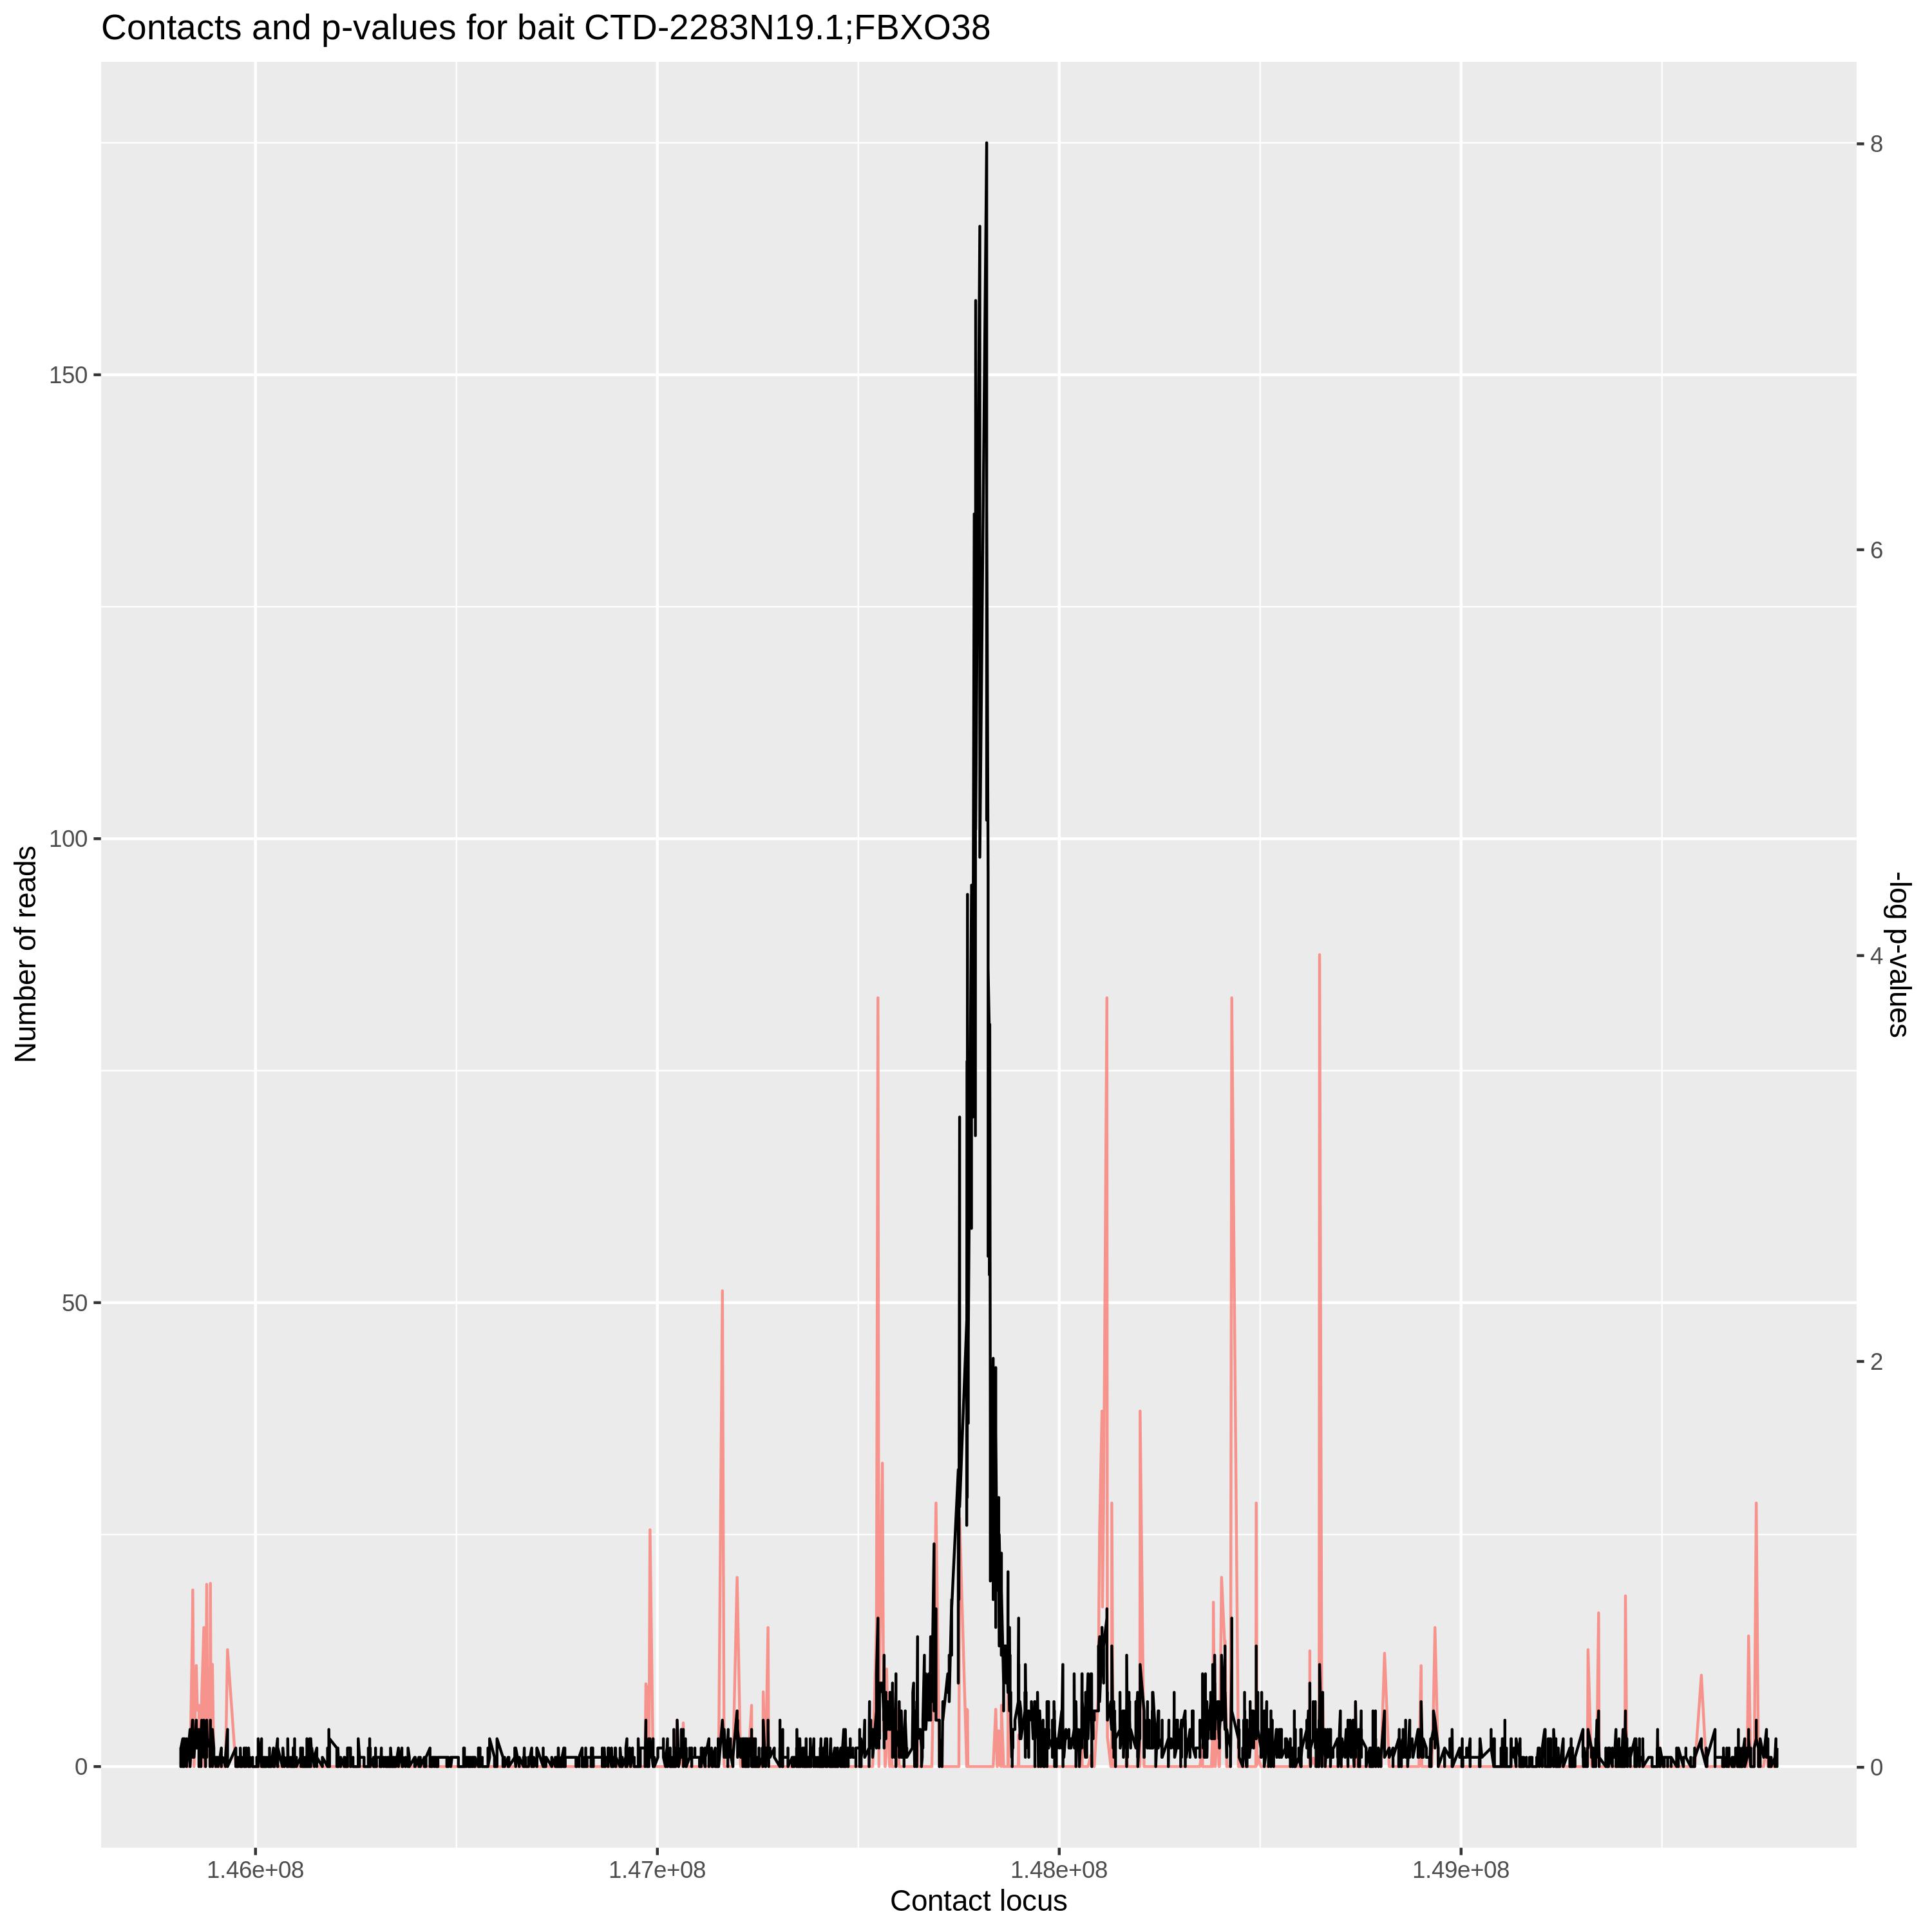 Contacts and p-values for bait CTD-2283N19.1;FBXO38
Number of reads
150
100
50
0
8
6
4
2
0
-log p-values
1.46e+08
1.47e+08
1.48e+08
1.49e+08
Contact locus